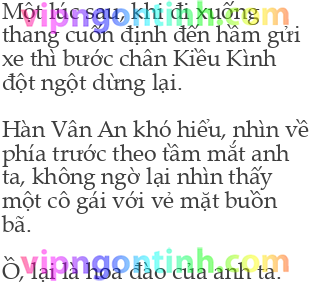 Một lúc sau, khi đi xuống
thang cuốn định đến hầm gửi
xe thì bước chân Kiều Kình
đột ngột dừng lại.
Hàn Vân An khó hiểu, nhìn về
phía trước theo tầm mắt anh
ta, không ngờ lại nhìn thấy
một cô gái với vẻ mặt buồn
bã.
Ồ, lại là hoa đào của anh ta.
vipngontinh.com
vipngontinh.com
vipngontinh.com